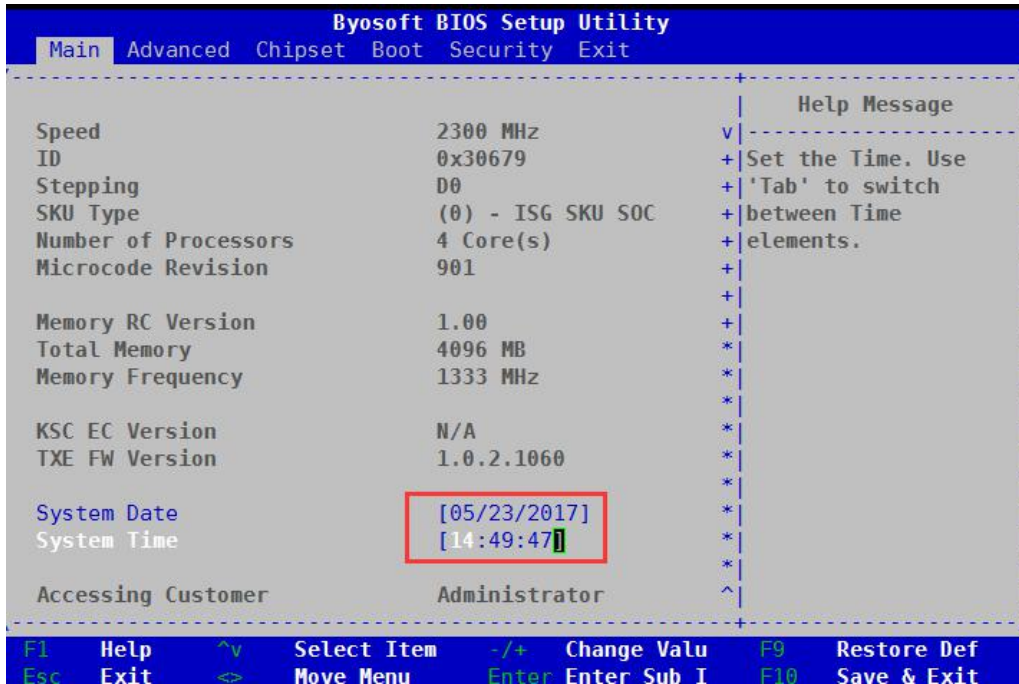 Byosoft BIOS Setup Utility
Main Advanced Chipset Boot Security Exit
Help Message
Speed 2300 MHz
ID 0x30679 Set the Time. Use
Stepping D0 'Tab' to switch
SKU Type (0) - ISG SKU SOC between Time
Number of Processors 4 Core(s) elements.
Microcode Revision 901
Memory RC Version 1.00
Total Memory 4096 MB
Memory Frequency 1333 MHz
KSC EC Version N/A
TXE FW Version 1.0.2.1060
System Date [05/23/2017]
System Time [14:49:47]
Accessing Customer Administrator
F1 Help ^v Select Item -/+ Change Valu F9 Restore Def
Esc Exit <> Move Menu Enter Enter Sub I F10 Save & Exit